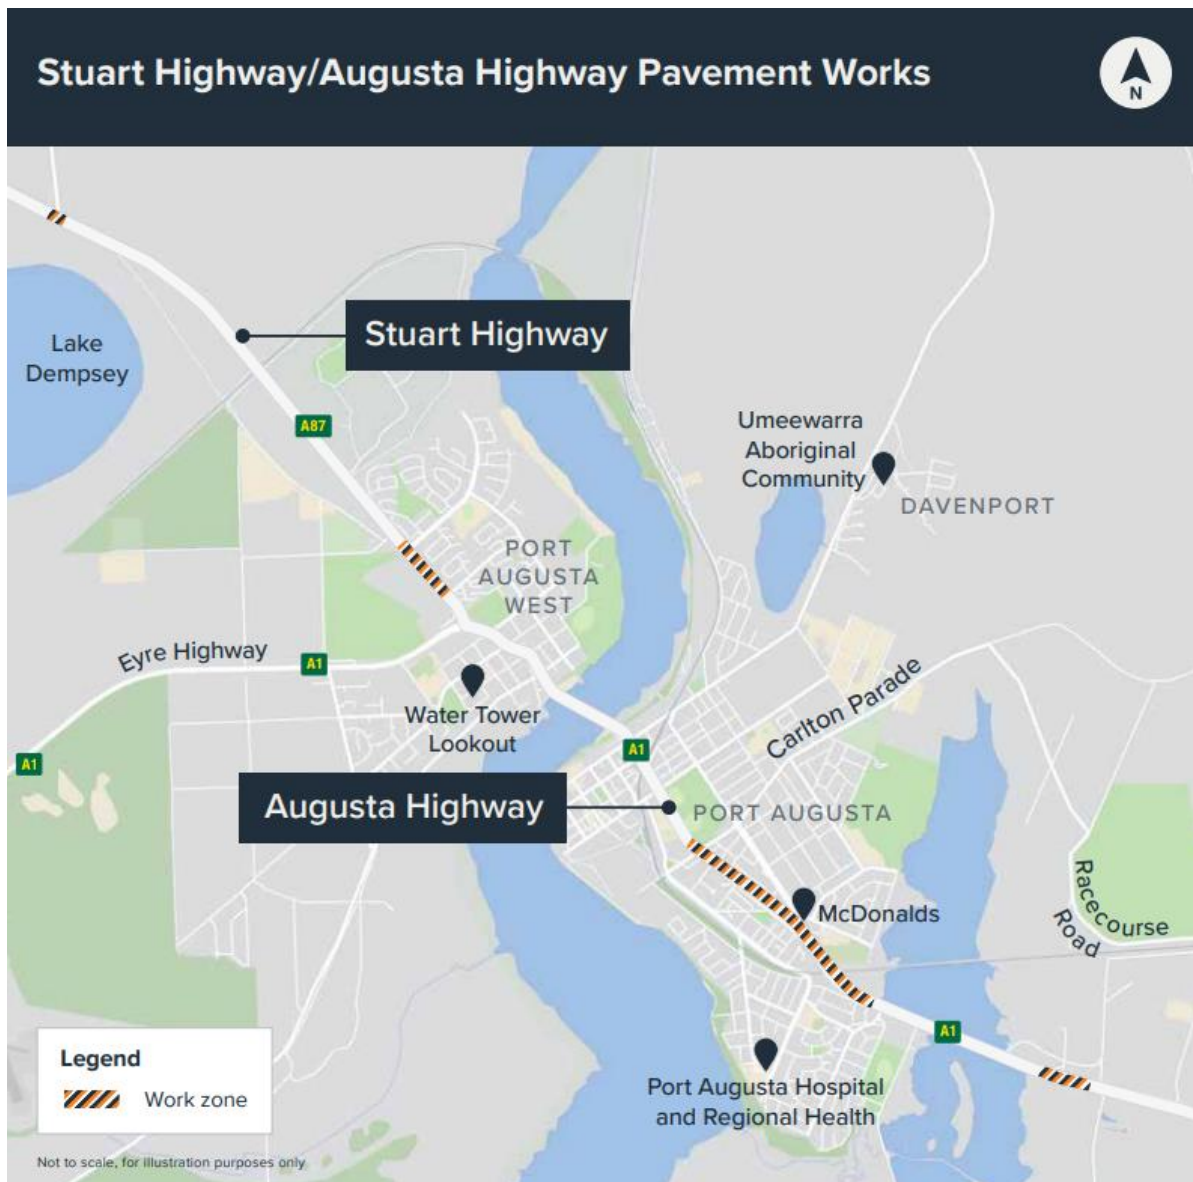 Stuart Highway/Augusta Highway Pavement Works
N
Stuart Highway
Lake
Dempsey
A87
Umeewarra
Aboriginal
Community
DAVENPORT
PORT
AUGUSTA
WEST
Eyre Highway
A1
Water Tower
Lookout
Carlton Parade
A1
A1
Augusta Highway
PORT AUGUSTA
McDonalds
Racecourse
Road
A1
Port Augusta Hospital
and Regional Health
Legend
Work zone
Not to scale, for illustration purposes only